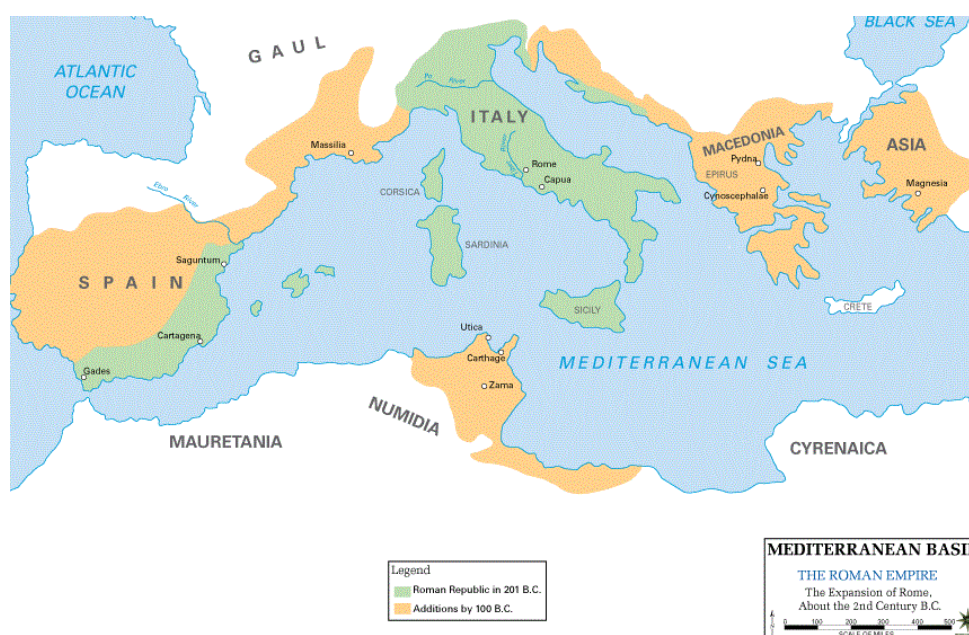 BLACK SEA
GAUL
ATLANTIC
OCEAN
Po River
ITALY
MACEDONIA
ASIA
Massilia
Pydna
EPIRUS
Rome
Ebro River
CORSICA
Capua
Cynoscephalae
Magnesia
SARDINIA
Saguntum
SPAIN
CRETE
SICILY
Utica
Cartagena
Carthage
MEDITERRANEAN SEA
Gades
Zama
NUMIDIA
MAURETANIA
CYRENAICA
MEDITERRANEAN BASI
THE ROMAN EMPIRE
The Expansion of Rome,
About the 2nd Century B.C.
0 100 200 300 400 500
SCALE OF MILES
Legend
Roman Republic in 201 B.C.
Additions by 100 B.C.